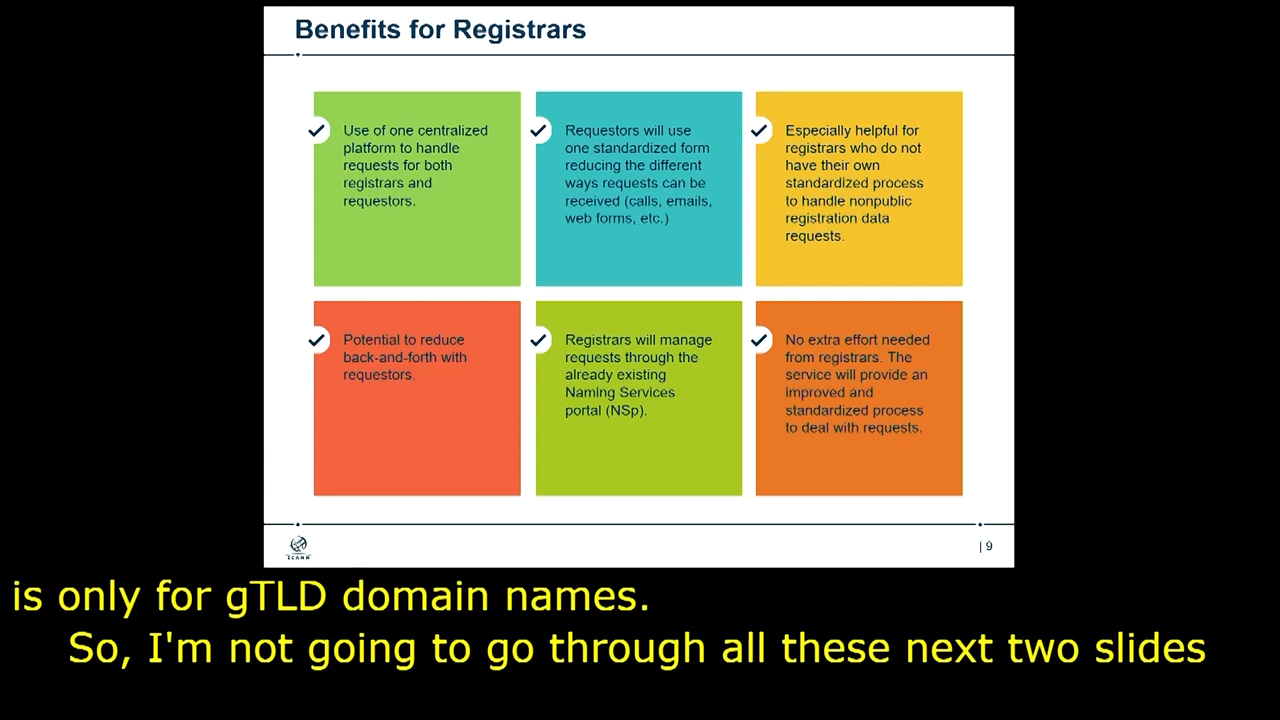 Benefits for Registrars
Use of one centralized
platform to handle
requests for both
registrars and
requestors.
Requestors will use
one standardized form
reducing the different
ways requests can be
received (calls, emails,
web forms, etc.)
Especially helpful for
registrars who do not
have their own
standardized process
to handle nonpublic
registration data
requests.
Potential to reduce
back-and-forth with
requestors.
Registrars will manage
requests through the
already existing
Naming Services
portal (NSp).
No extra effort needed
from registrars. The
service will provide an
improved and
standardized process
to deal with requests.
ICANN
| 9
is only for gTLD domain names.
So, I'm not going to go through all these next two slides